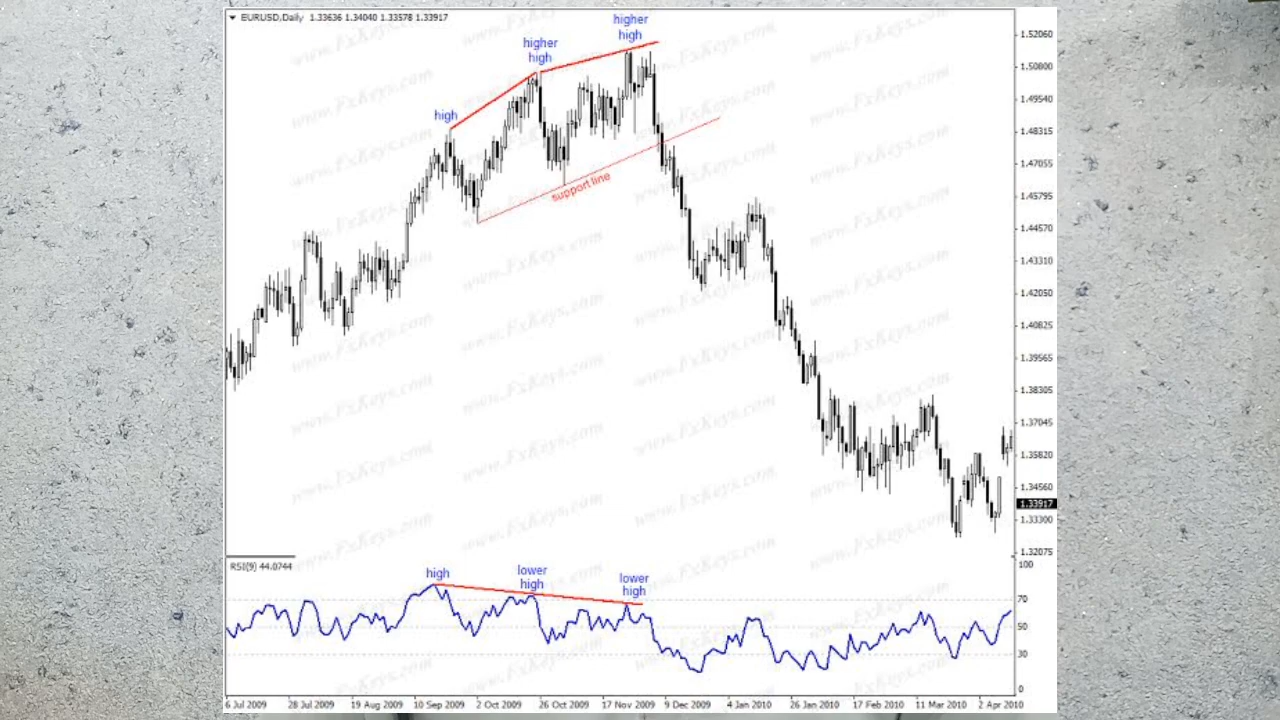 EURUSD,Daily 1.33636 1.34040 1.33578 1.33917
higher
high
higher
high
high
support line
www.FxKeys.com
1.52060
1.50800
1.49540
1.48315
1.47055
1.45795
1.44570
1.43310
1.42050
1.40825
1.39565
1.38305
1.37045
1.35820
1.34560
1.33917
1.33300
1.32075
RSI(9) 44.0744
high
lower
high
lower
high
100
70
50
30
0
6 Jul 2009
28 Jul 2009
19 Aug 2009
10 Sep 2009
2 Oct 2009
26 Oct 2009
17 Nov 2009
9 Dec 2009
4 Jan 2010
26 Jan 2010
17 Feb 2010
11 Mar 2010
2 Apr 2010